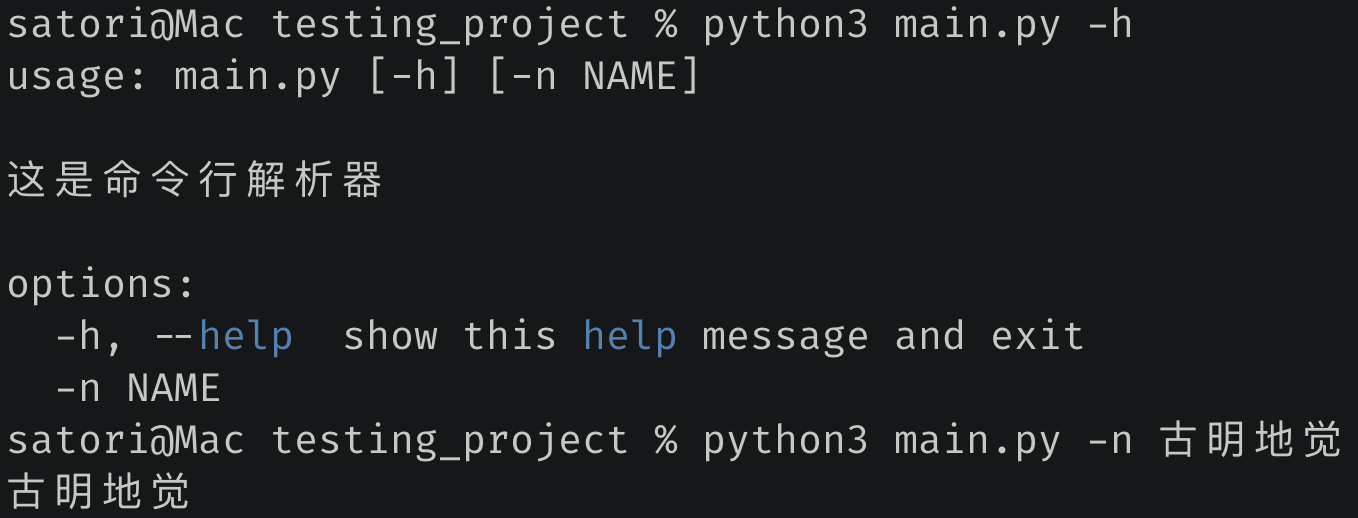 satori@Mac testing_project % python3 main.py -h
usage: main.py [-h] [-n NAME]
这是命令行解析器
options:
  -h, --help  show this help message and exit
  -n NAME
satori@Mac testing_project % python3 main.py -n 古明地觉
古明地觉